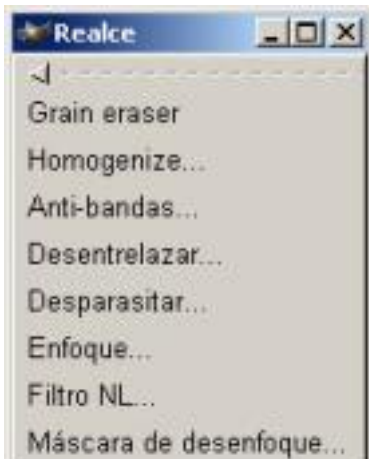 Realce
Grain eraser
Homogenize...
Anti-bandas...
Desentrelazar...
Desparasitar...
Enfoque...
Filtro NL...
Máscara de desenfoque...